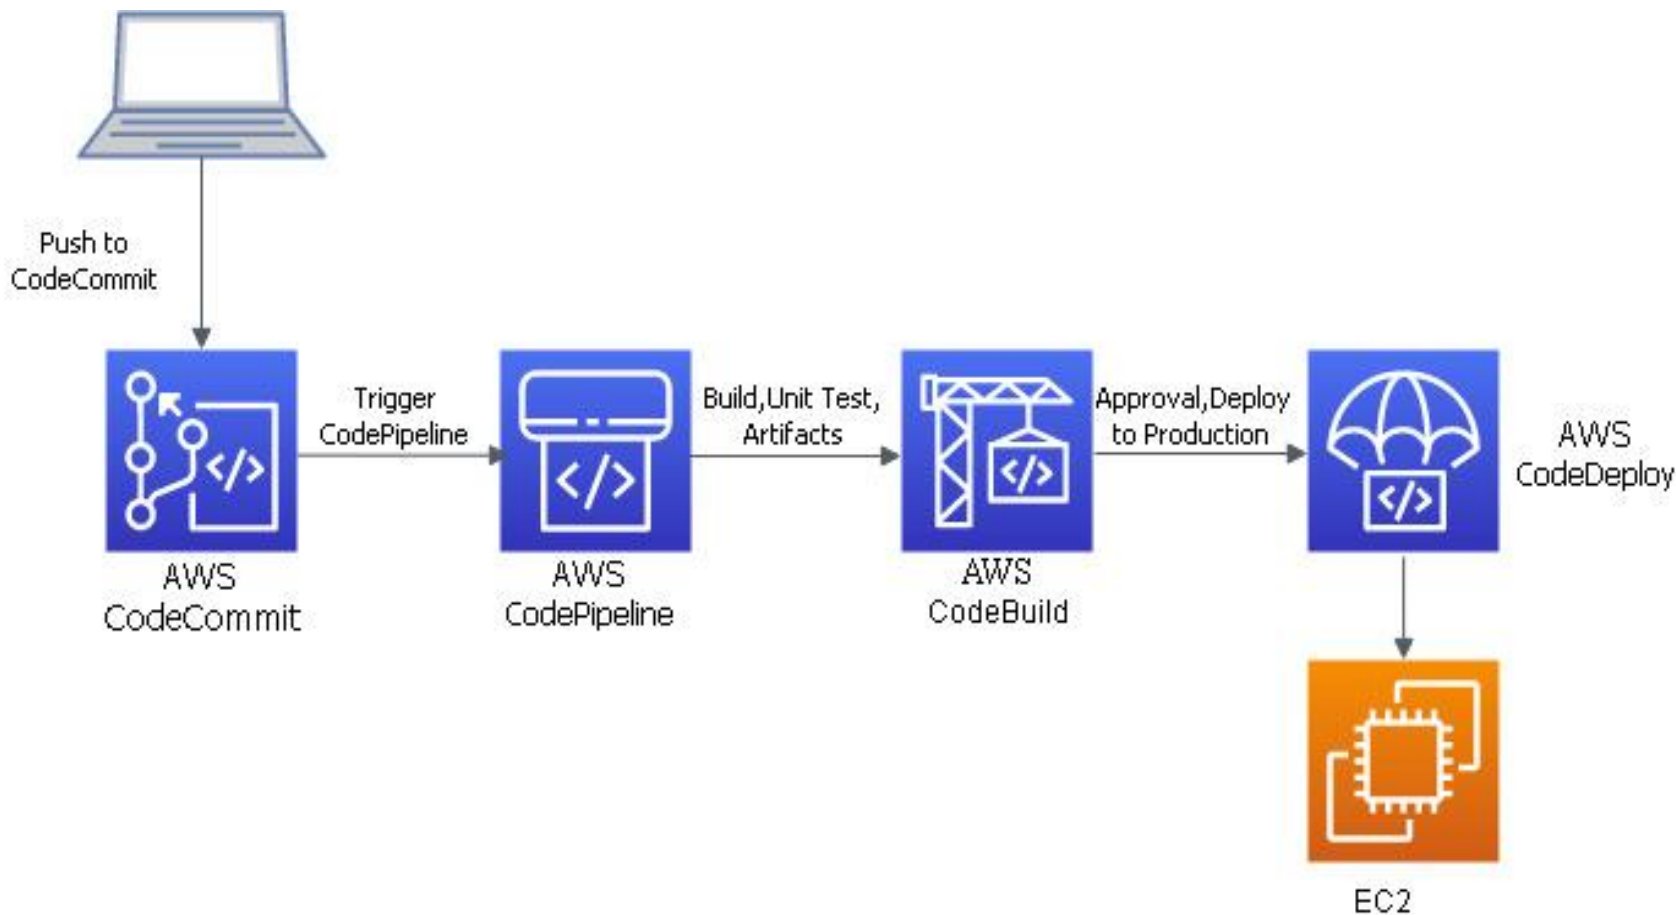 Push to
CodeCommit
Trigger
CodePipeline
Build,Unit Test,
Artifacts
Approval,Deploy
to Production
AWS
CodeDeploy
AWS
CodeCommit
AWS
CodePipeline
AWS
CodeBuild
EC2